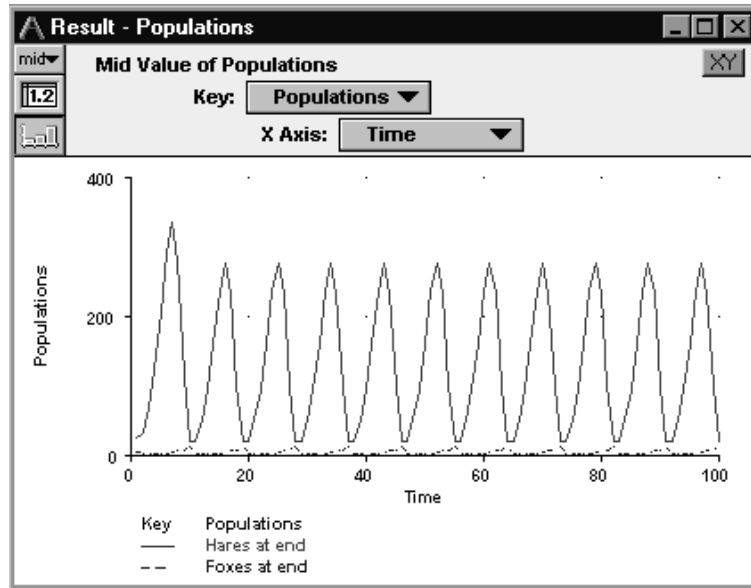 Result - Populations
mid
Mid Value of Populations
XY
1.2
Key: Populations
X Axis: Time
400
200
0
Populations
0 20 40 60 80 100
Time
Key Populations
Hares at end
Foxes at end